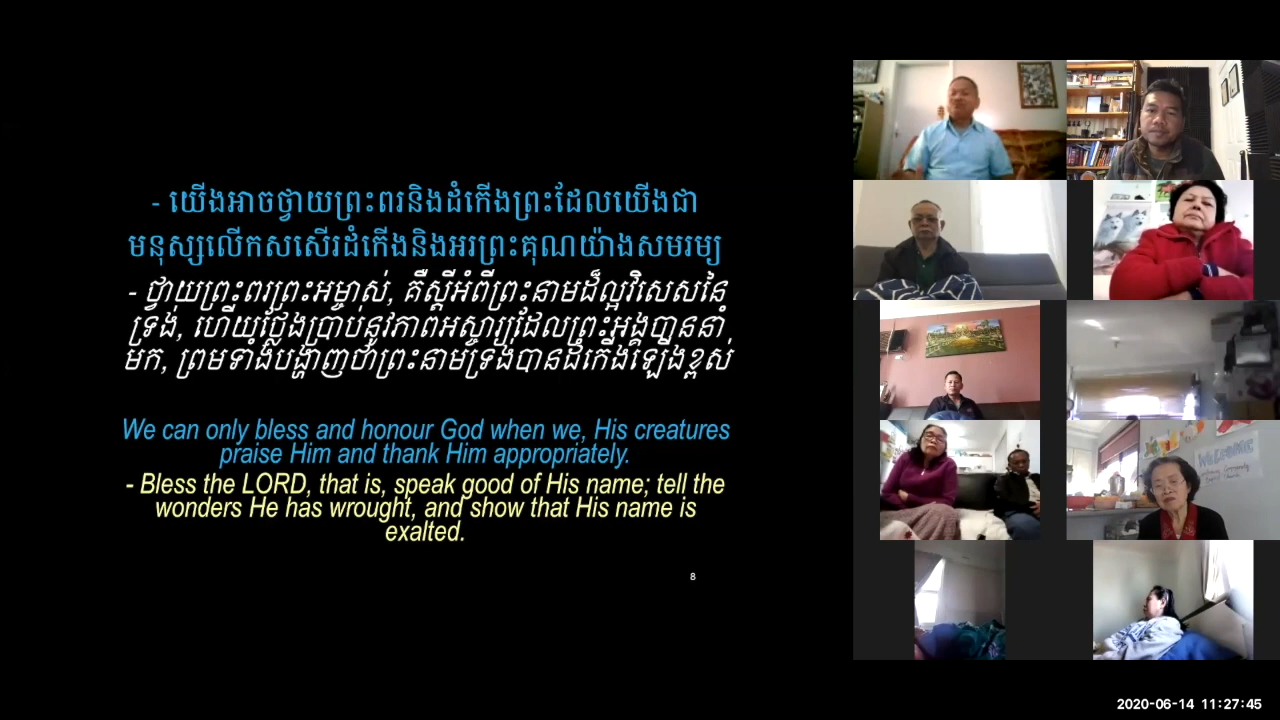 - យើងអាចថ្វាយព្រះពរនិងដំកើងព្រះដែលយើងជា
មនុស្សលើកសសើរដំកើងនិងអរព្រះគុណយ៉ាងសមរម្យ
- ថ្វាយព្រះពរព្រះអម្ចាស់, គឺស្តីអំពីព្រះនាមដ៏ល្អវិសេសនៃ
ទ្រង់, ហើយថ្លែងប្រាប់នូវភាពអស្ចារ្យដែលព្រះអង្គបាននាំ
មក, ព្រមទាំងបង្ហាញថាព្រះនាមទ្រង់បានដំកើងឡើងខ្ពស់
We can only bless and honour God when we, His creatures
praise Him and thank Him appropriately.
- Bless the LORD, that is, speak good of His name; tell the
wonders He has wrought, and show that His name is
exalted.
8
WELCOME
2020-06-14 11:27:45